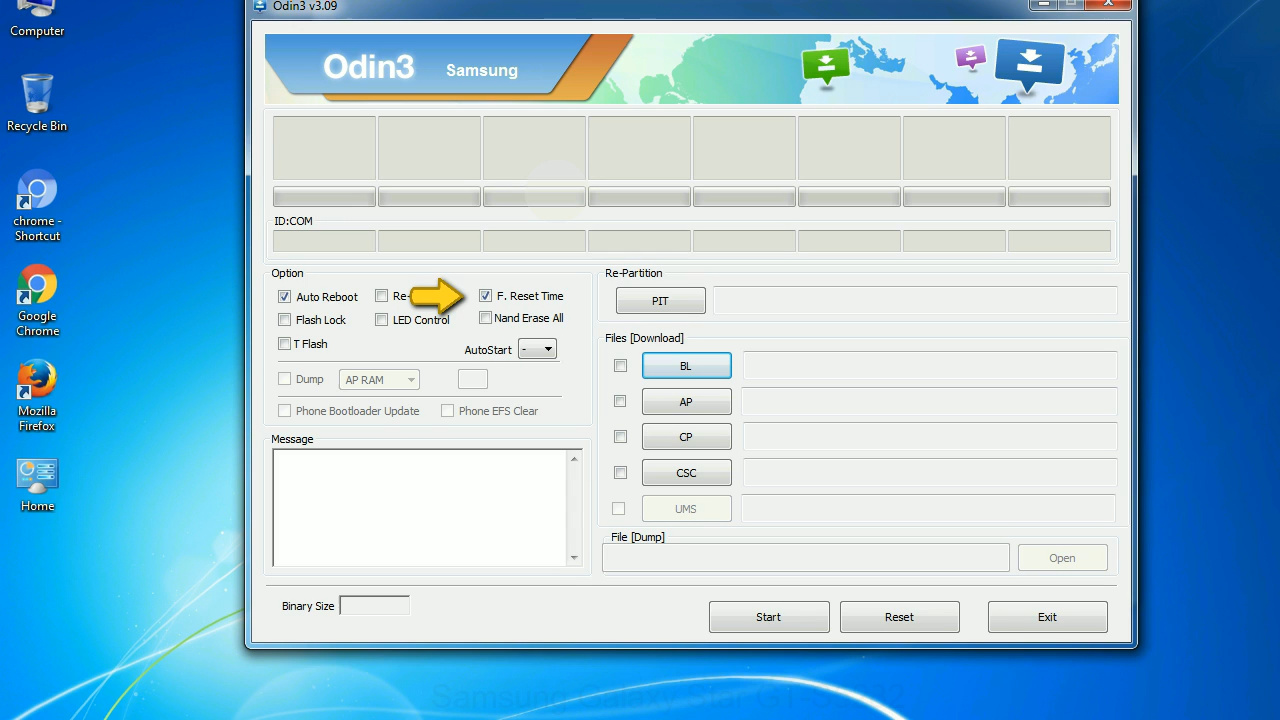 Computer
Recycle Bin
chrome -
Shortcut
Google
Chrome
Mozilla
Firefox
Home
Odin3 v3.09
Odin3 Samsung
ID:COM
Option
Auto Reboot
F. Reset Time
Flash Lock
LED Control
Nand Erase All
T Flash
AutoStart -
Dump
AP RAM
Phone Bootloader Update
Phone EFS Clear
Message
Re-Partition
PIT
Files [Download]
BL
AP
CP
CSC
UMS
File [Dump]
Open
Binary Size
Start
Reset
Exit
Samsung Galaxy Star